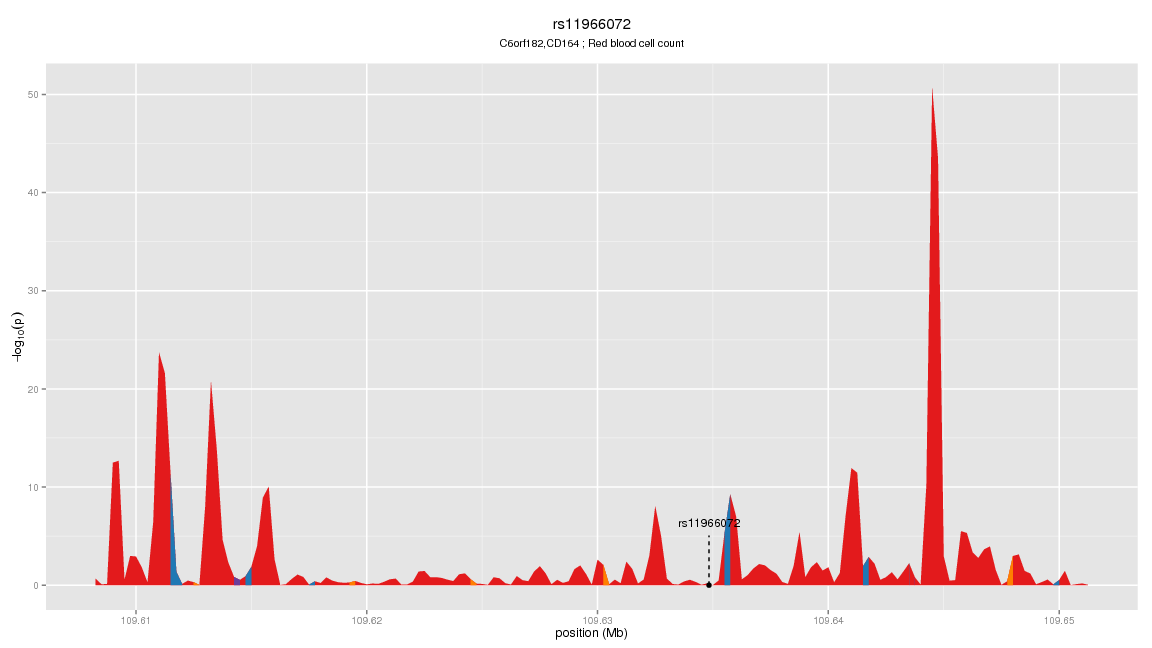 rs11966072
C6orf182,CD164 ; Red blood cell count
50
40
30
20
10
0
−log10(p)
rs11966072
109.61 109.62 109.63 109.64 109.65
position (Mb)